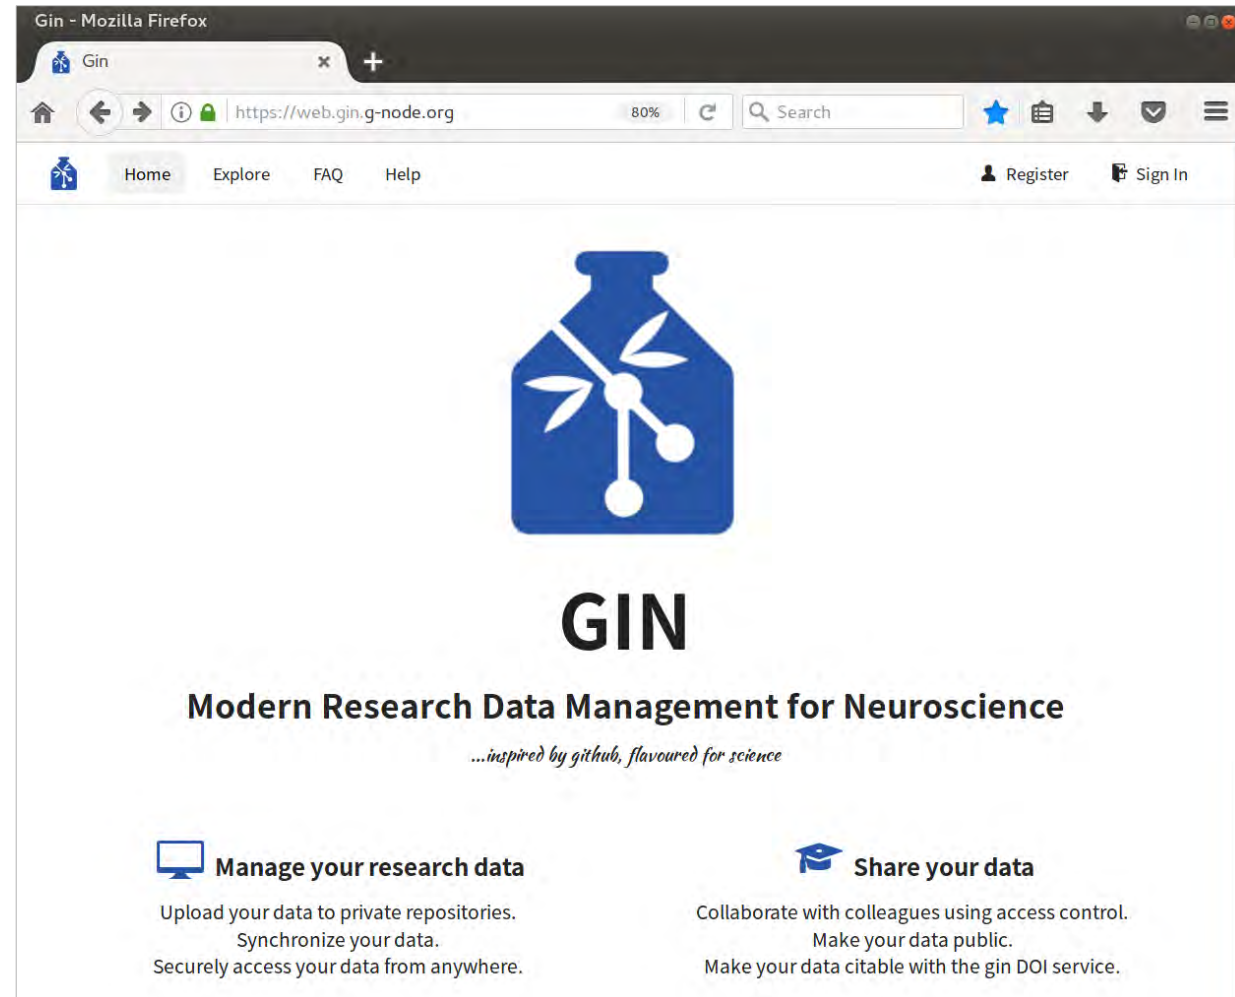 Gin - Mozilla Firefox
Gin
https://web.gin.g-node.org
80%
Search
Home
Explore
FAQ
Help
Register
Sign In
GIN
Modern Research Data Management for Neuroscience
...inspired by github, flavoured for science
Manage your research data
Upload your data to private repositories.
Synchronize your data.
Securely access your data from anywhere.
Share your data
Collaborate with colleagues using access control.
Make your data public.
Make your data citable with the gin DOI service.